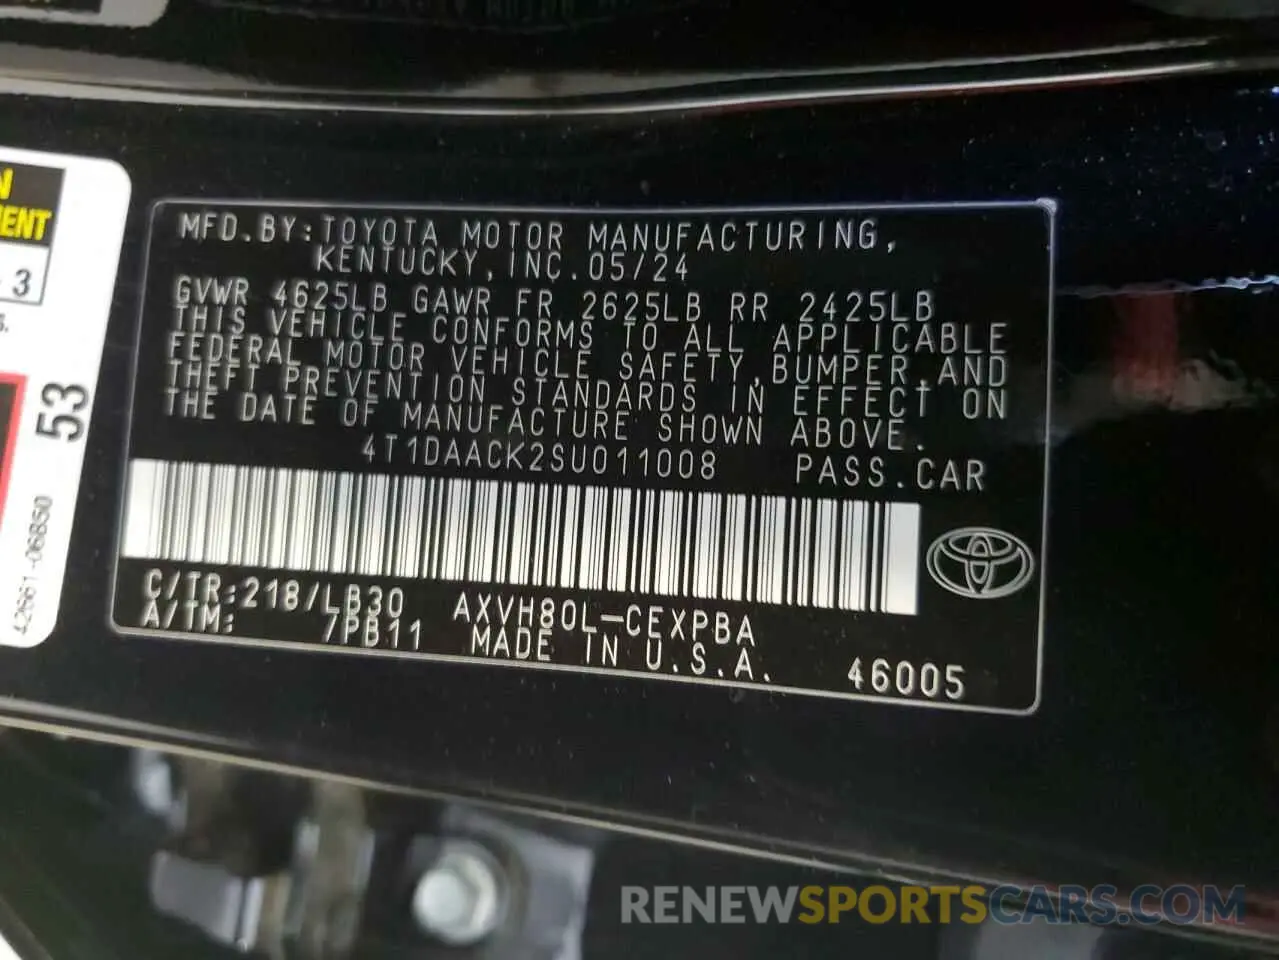 MFD.BY:TOYOTA MOTOR MANUFACTURING,
KENTUCKY,INC.05/24
GVWR 4625LB GAWR FR 2625LB RR 2425LB
THIS VEHICLE CONFORMS TO ALL APPLICABLE
FEDERAL MOTOR VEHICLE SAFETY,BUMPER,AND
THEFT PREVENTION STANDARDS IN EFFECT ON
THE DATE OF MANUFACTURE SHOWN ABOVE.
4T1DAACK2SU011008 PASS.CAR
C/TR:218/LB30 AXVH80L-CEXPBA
A/TM: 7PB11 MADE IN U.S.A. 46005
3
53
RENEWSPORTSCARS.COM